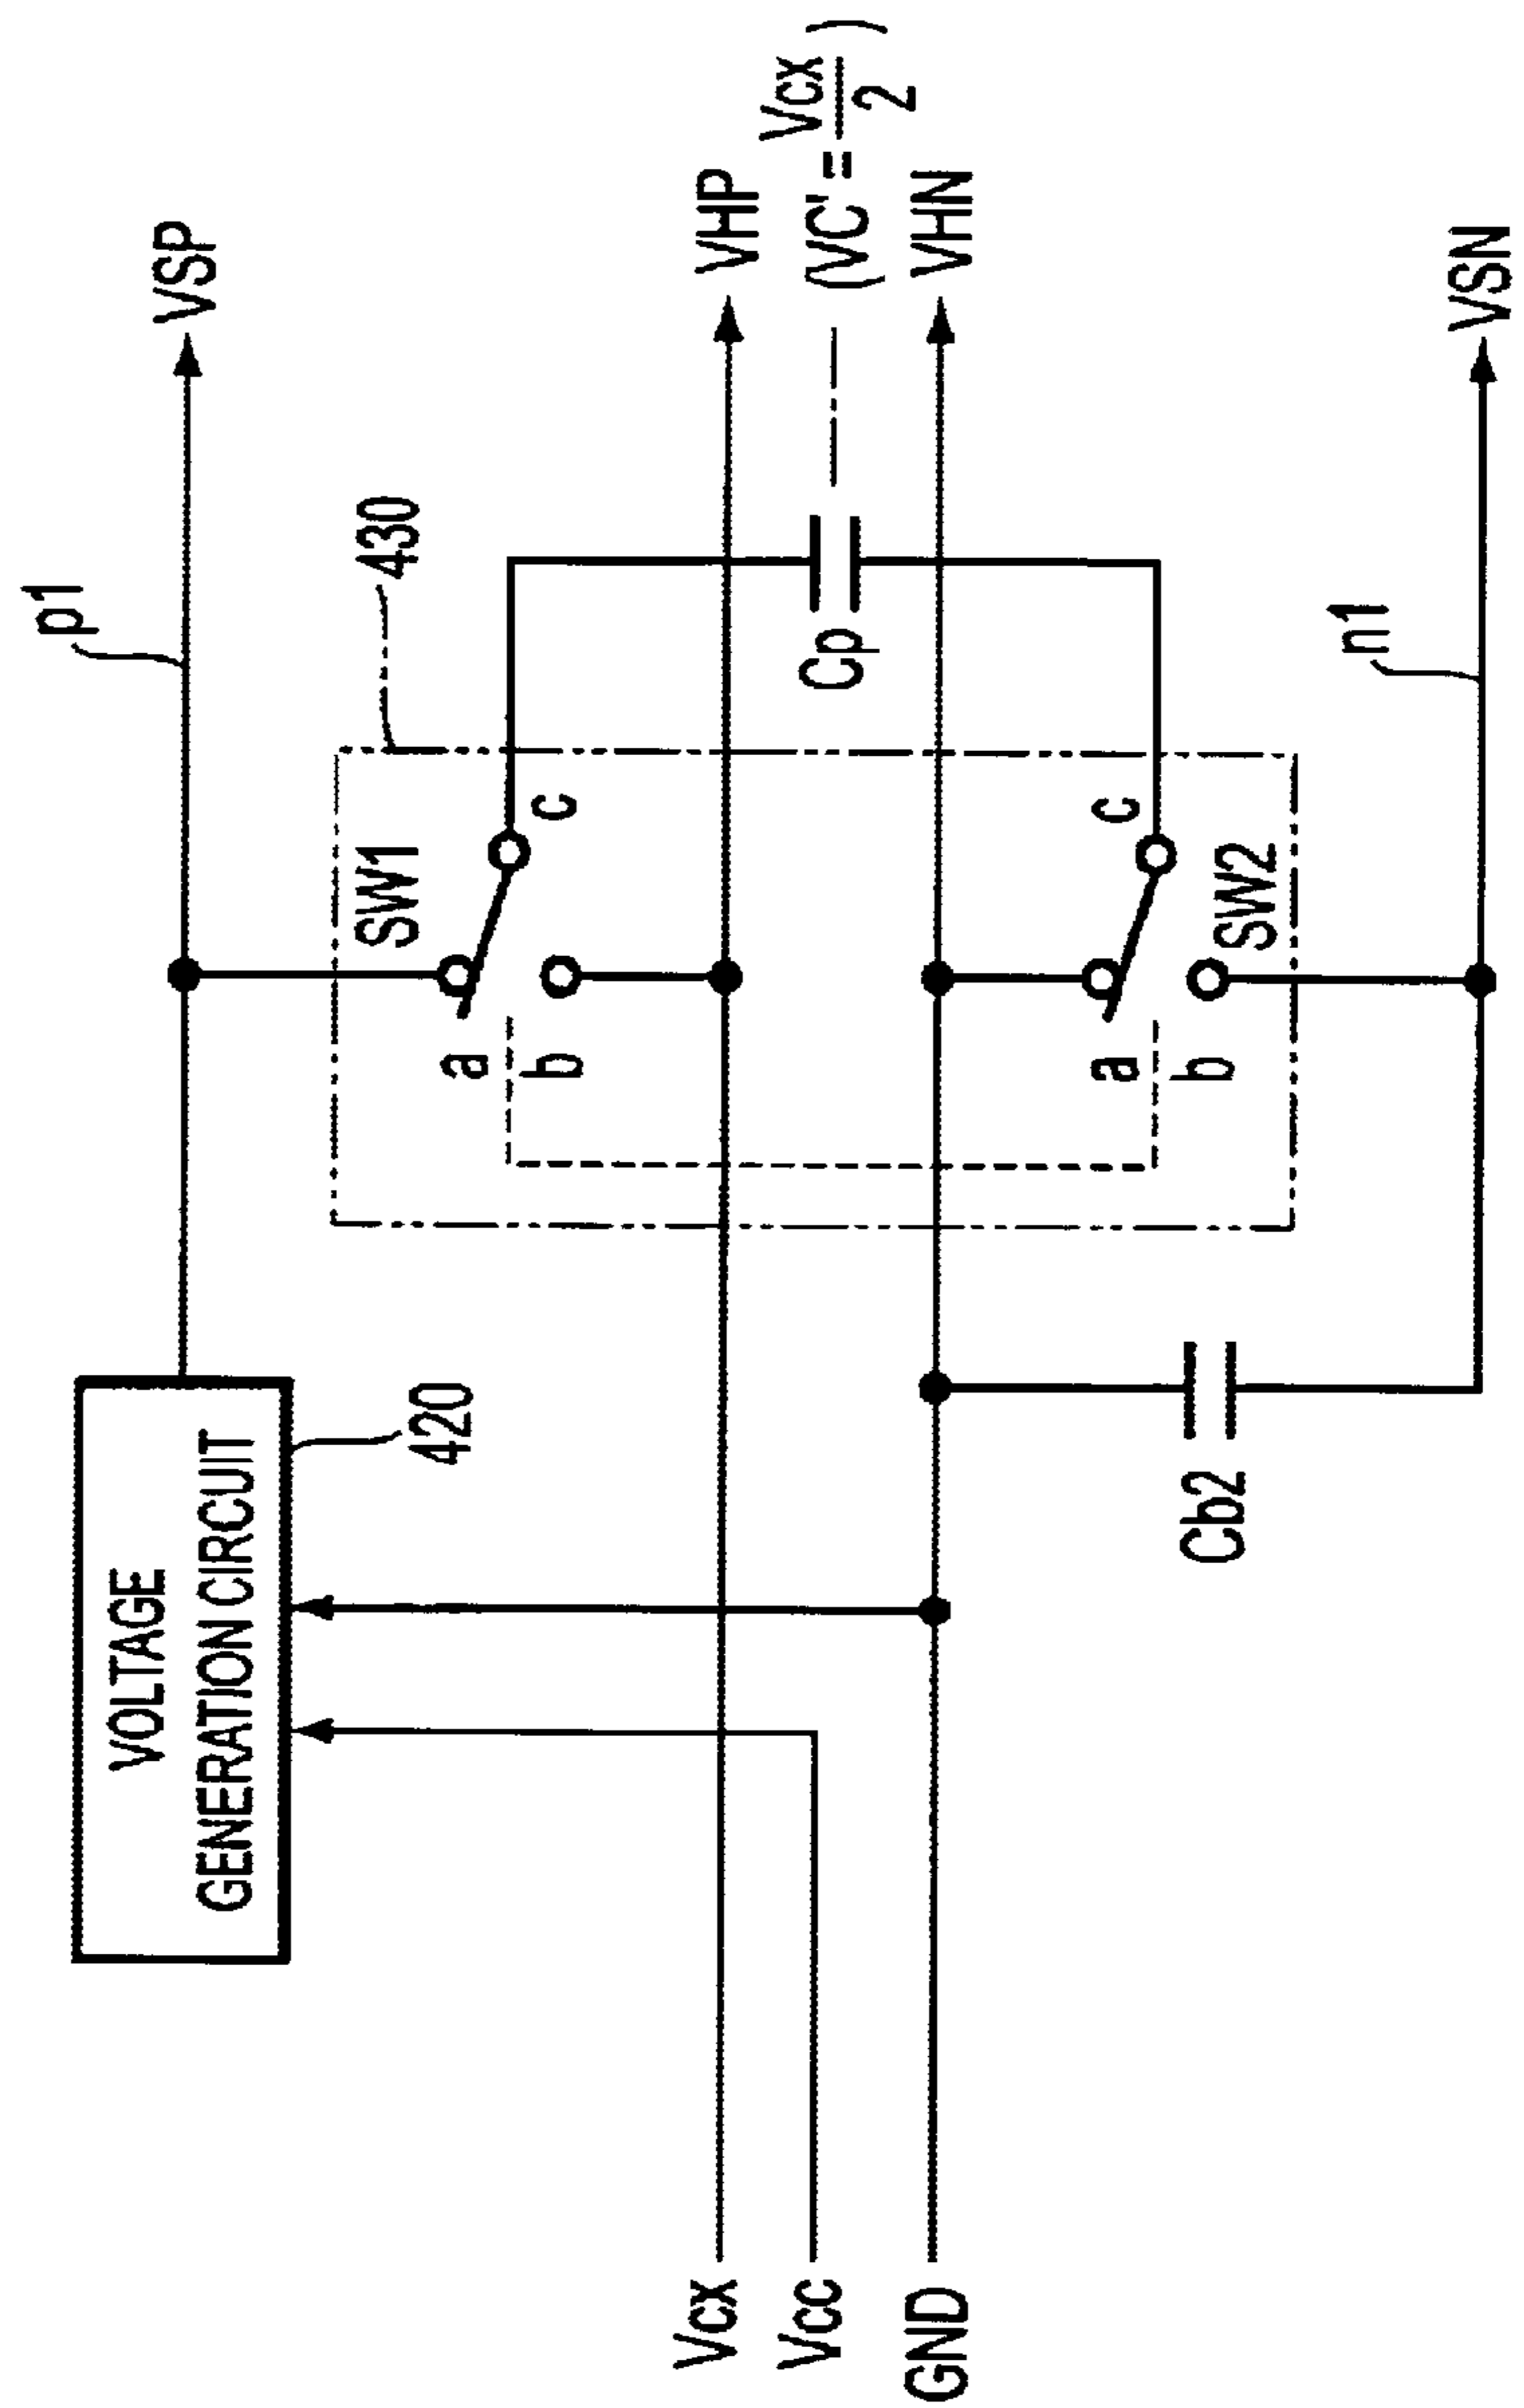 p1
VSP
430
VHP
(VC' = Vcx / 2 )
VHN
VSN
n1
Cp
SW1
a
b
c
SW2
a
b
c
VOLTAGE
GENERATION CIRCUIT
420
Cb2
Vcx
Vcc
GND